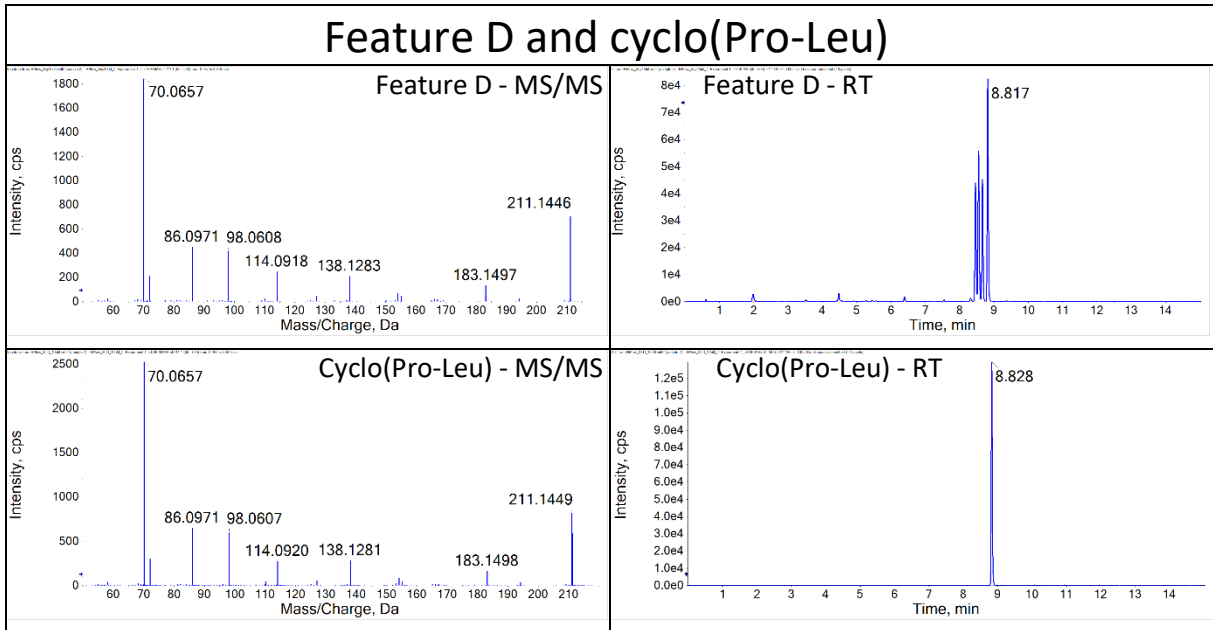 Feature D and cyclo(Pro-Leu)
Feature D - MS/MS
Intensity, cps
1800
1600
1400
1200
1000
800
600
400
200
0
70.0657
86.0971
98.0608
114.0918
138.1283
183.1497
211.1446
60 70 80 90 100 110 120 130 140 150 160 170 180 190 200 210
Mass/Charge, Da
Feature D - RT
Intensity, cps
8e4
7e4
6e4
5e4
4e4
3e4
2e4
1e4
0e0
8.817
1 2 3 4 5 6 7 8 9 10 11 12 13 14
Time, min
Cyclo(Pro-Leu) - MS/MS
Intensity, cps
2500
2000
1500
1000
500
0
70.0657
86.0971
98.0607
114.0920
138.1281
183.1498
211.1449
60 70 80 90 100 110 120 130 140 150 160 170 180 190 200 210
Mass/Charge, Da
Cyclo(Pro-Leu) - RT
Intensity, cps
1.2e5
1.1e5
1.0e5
9.0e4
8.0e4
7.0e4
6.0e4
5.0e4
4.0e4
3.0e4
2.0e4
1.0e4
0.0e0
8.828
1 2 3 4 5 6 7 8 9 10 11 12 13 14
Time, min